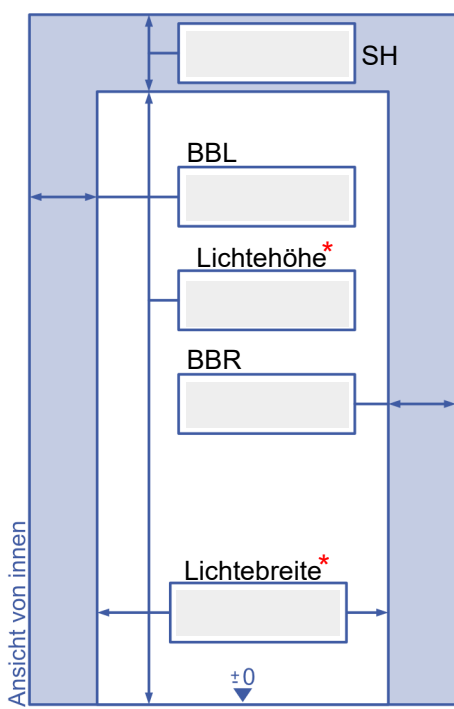 SH
BBL
Lichtehöhe*
BBR
Lichtebreite*
±0
Ansicht von innen